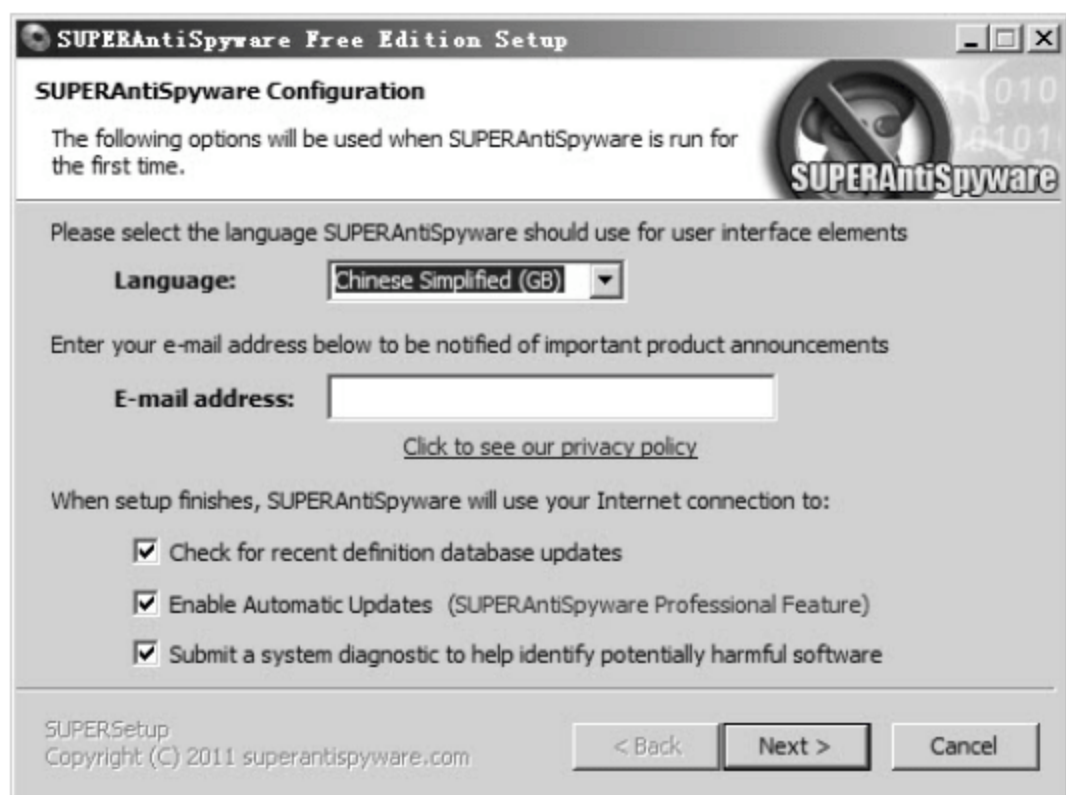 SUPERAntiSpyware Free Edition Setup
SUPERAntiSpyware Configuration
The following options will be used when SUPERAntiSpyware is run for
the first time.
SUPERAntiSpyware
Please select the language SUPERAntiSpyware should use for user interface elements
Language: Chinese Simplified (GB)
Enter your e-mail address below to be notified of important product announcements
E-mail address:
Click to see our privacy policy
When setup finishes, SUPERAntiSpyware will use your Internet connection to:
Check for recent definition database updates
Enable Automatic Updates (SUPERAntiSpyware Professional Feature)
Submit a system diagnostic to help identify potentially harmful software
SUPERSetup
Copyright (C) 2011 superantispyware.com
< Back Next > Cancel